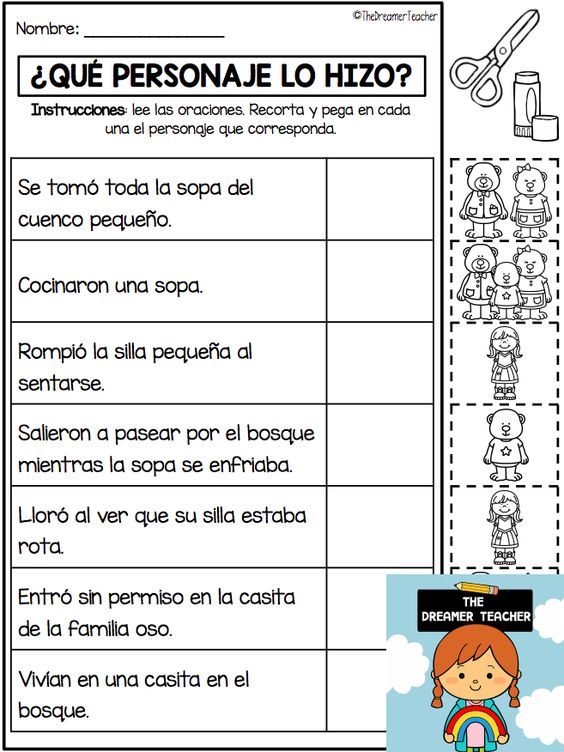 ©TheDreamerTeacher
Nombre: _______________
¿QUÉ PERSONAJE LO HIZO?
Instrucciones: lee las oraciones. Recorta y pega en cada
una el personaje que corresponda.
Se tomó toda la sopa del
cuenco pequeño.
Cocinaron una sopa.
Rompió la silla pequeña al
sentarse.
Salieron a pasear por el bosque
mientras la sopa se enfriaba.
Lloró al ver que su silla estaba
rota.
Entró sin permiso en la casita
de la familia oso.
Vivían en una casita en el
bosque.
THE
DREAMER TEACHER